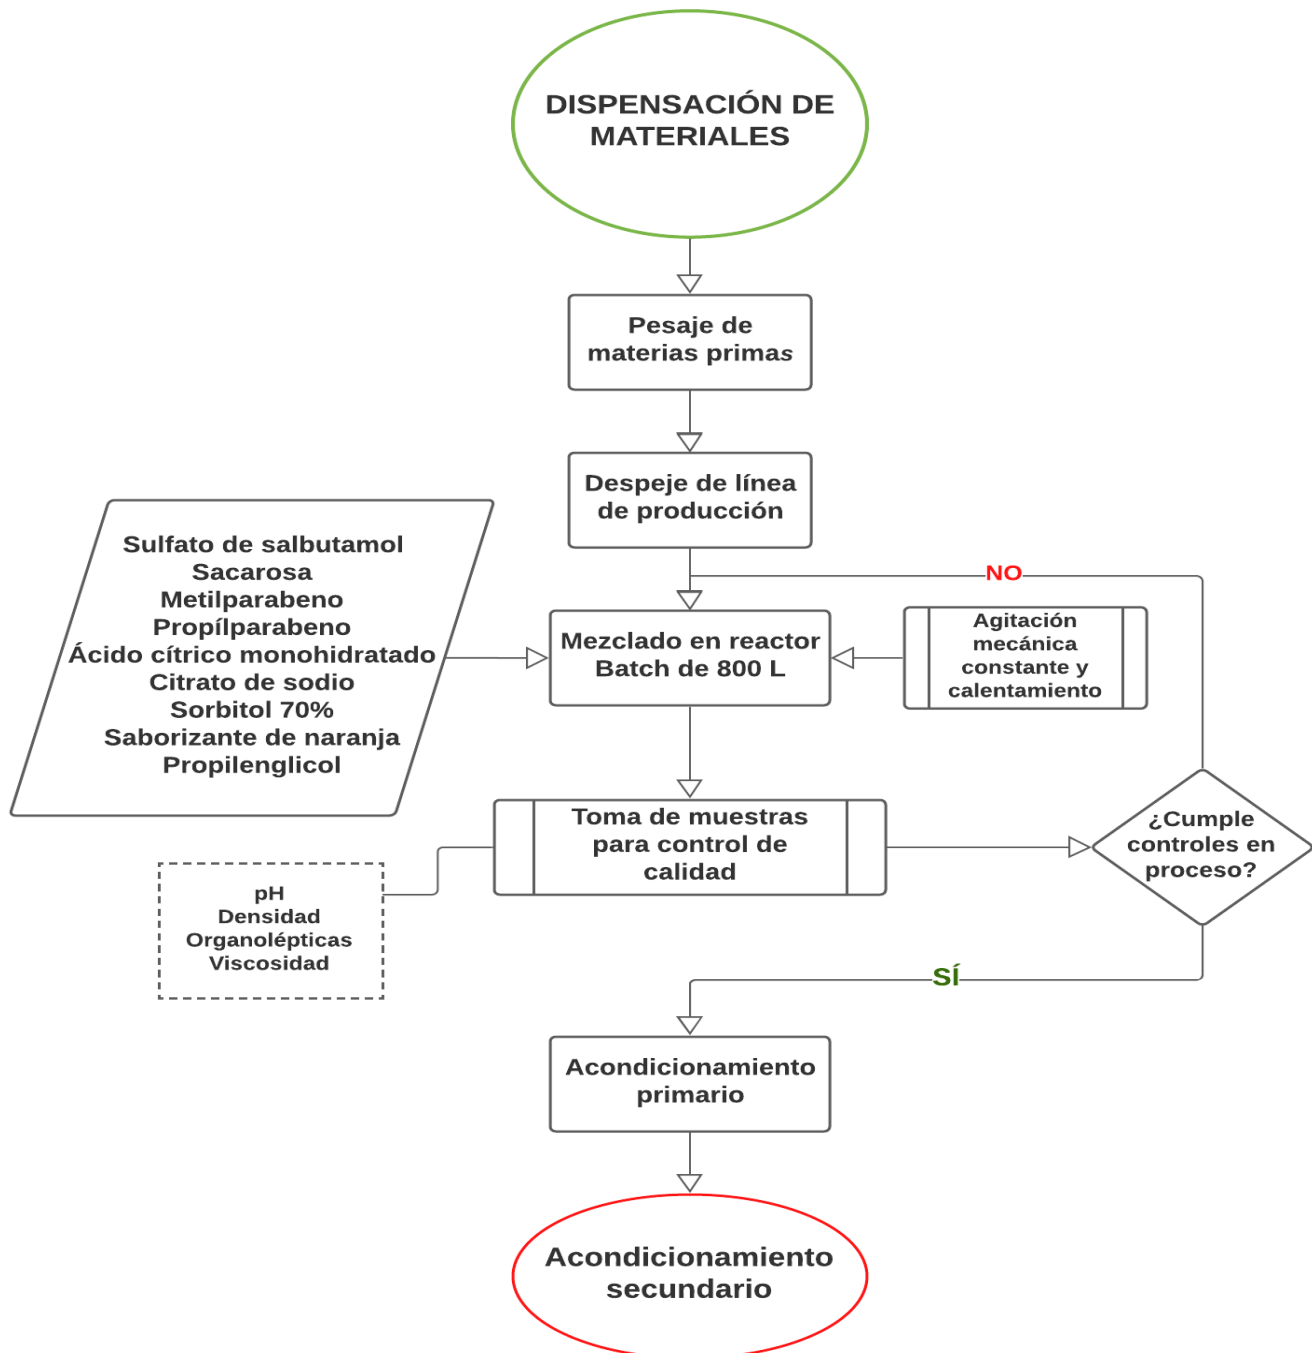 DISPENSACIÓN DE
MATERIALES
Pesaje de
materias primas
Despeje de línea
de producción
Sulfato de salbutamol
Sacarosa
Metilparabeno
Propílparabeno
Ácido cítrico monohidratado
Citrato de sodio
Sorbitol 70%
Saborizante de naranja
Propilenglicol
NO
Mezclado en reactor
Batch de 800 L
Agitación
mecánica
constante y
calentamiento
Toma de muestras
para control de
calidad
¿Cumple
controles en
proceso?
pH
Densidad
Organolépticas
Viscosidad
SÍ
Acondicionamiento
primario
Acondicionamiento
secundario